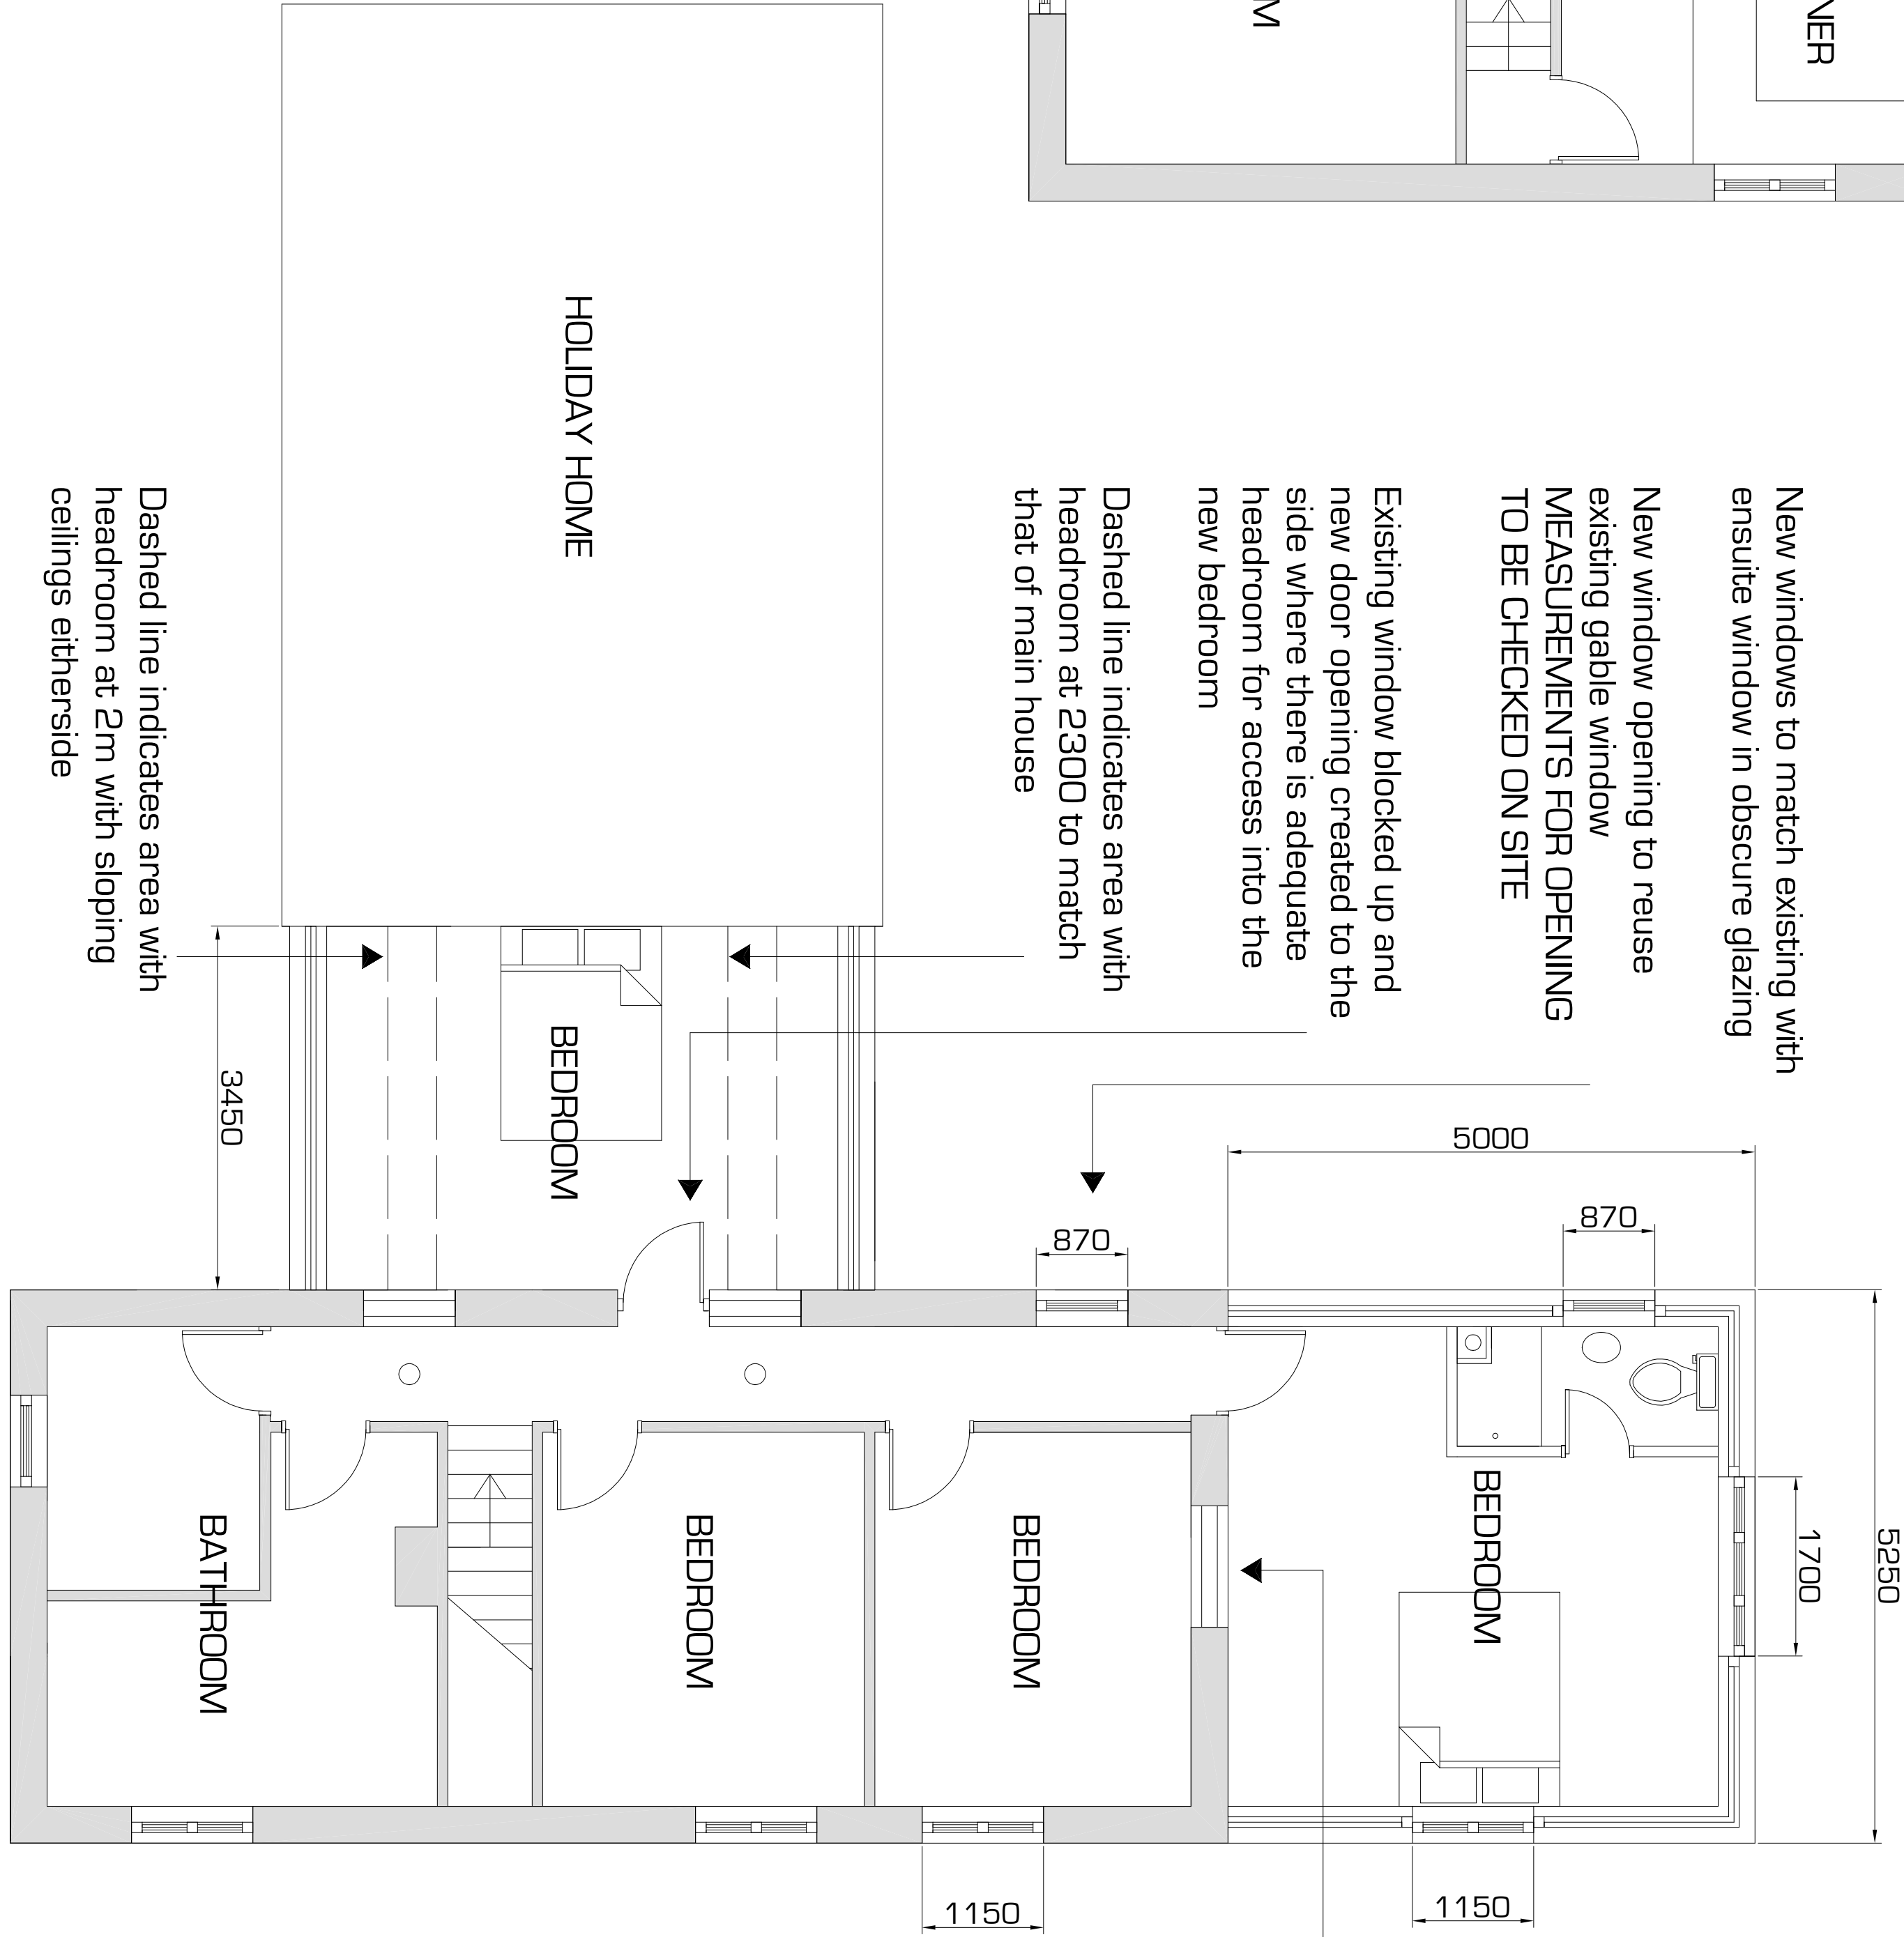 NER
M
New windows to match existing with
ensuite window in obscure glazing
New window opening to reuse
existing gable window
MEASUREMENTS FOR OPENING
TO BE CHECKED ON SITE
Existing window blocked up and
new door opening created to the
side where there is adequate
headroom for access into the
new bedroom
Dashed line indicates area with
headroom at 2300 to match
that of main house
HOLIDAY HOME
Dashed line indicates area with
headroom at 2m with sloping
ceilings eitherside
5000
870
870
3450
BEDROOM
5250
1700
BEDROOM
BEDROOM
BEDROOM
BATHROOM
1150
1150